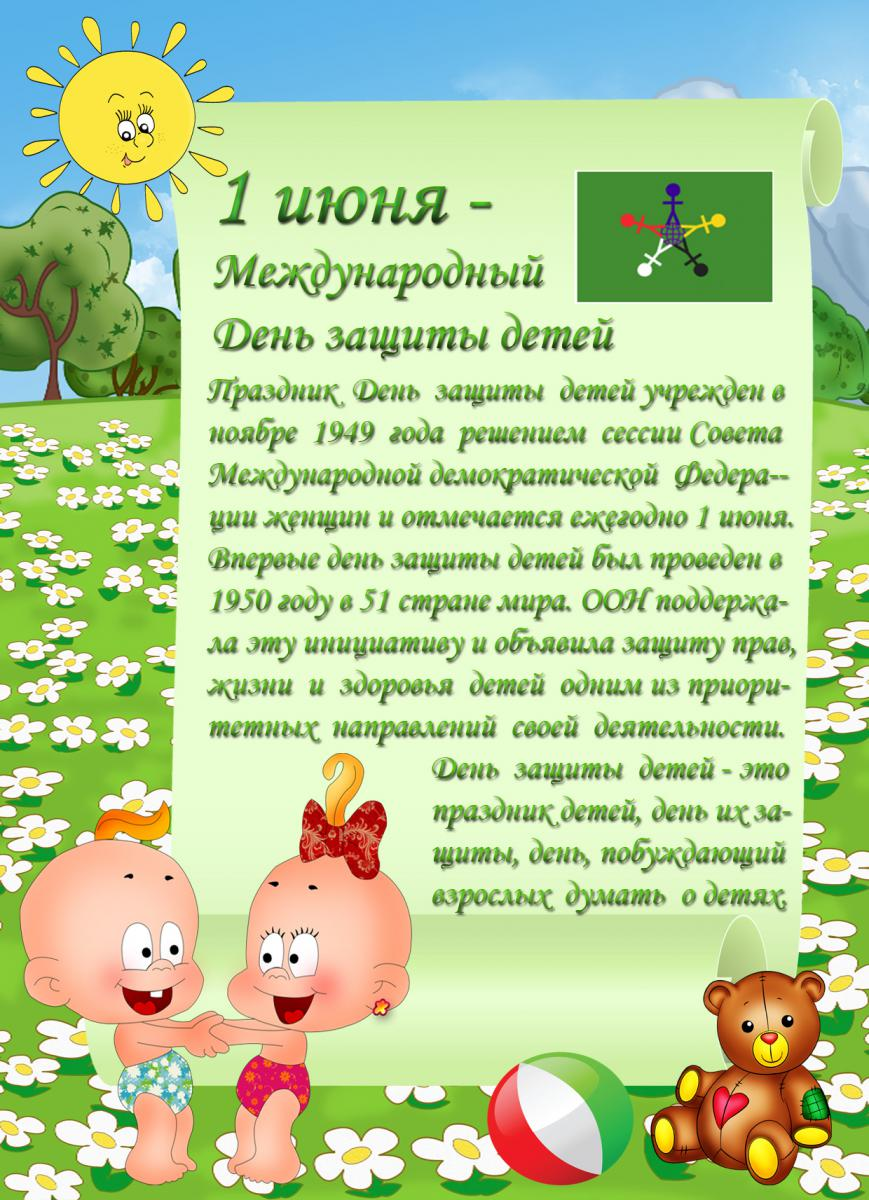 1 июня -
Международный
День защиты детей
Праздник День защиты детей учрежден в
ноябре 1949 года решением сессии Совета
Международной демократической Федера--
ции женщин и отмечается ежегодно 1 июня.
Впервые день защиты детей был проведен в
1950 году в 51 стране мира. ООН поддержа-
ла эту инициативу и объявила защиту прав,
жизни и здоровья детей одним из приори-
тетных направлений своей деятельности.
День защиты детей - это
праздник детей, день их за-
щиты, день, побуждающий
взрослых думать о детях.